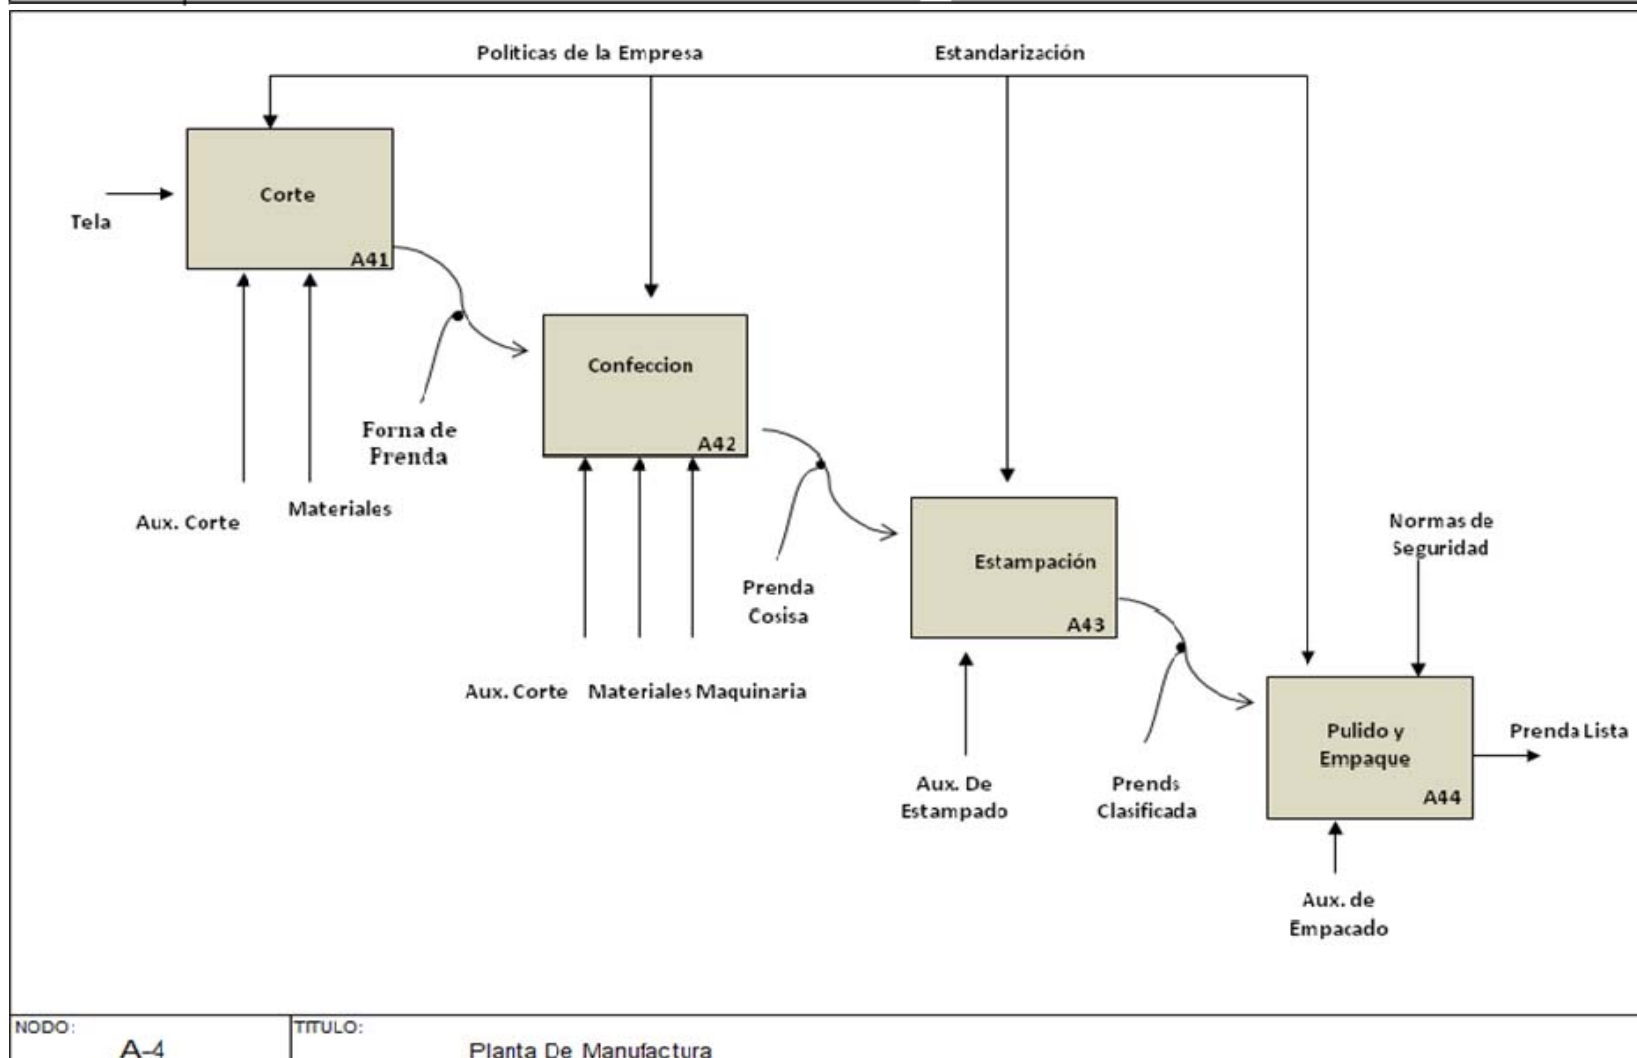 Politicas de la Empresa
Estandarización
Corte
A41
Tela
Confeccion
A42
Forna de
Prenda
Aux. Corte
Materiales
Estampación
A43
Prenda
Cosisa
Normas de
Seguridad
Aux. Corte
Materiales
Maquinaria
Pulido y
Empaque
A44
Prenda Lista
Aux. De
Estampado
Prends
Clasificada
Aux. de
Empacado
NODO:
A-4
TITULO:
Planta De Manufactura